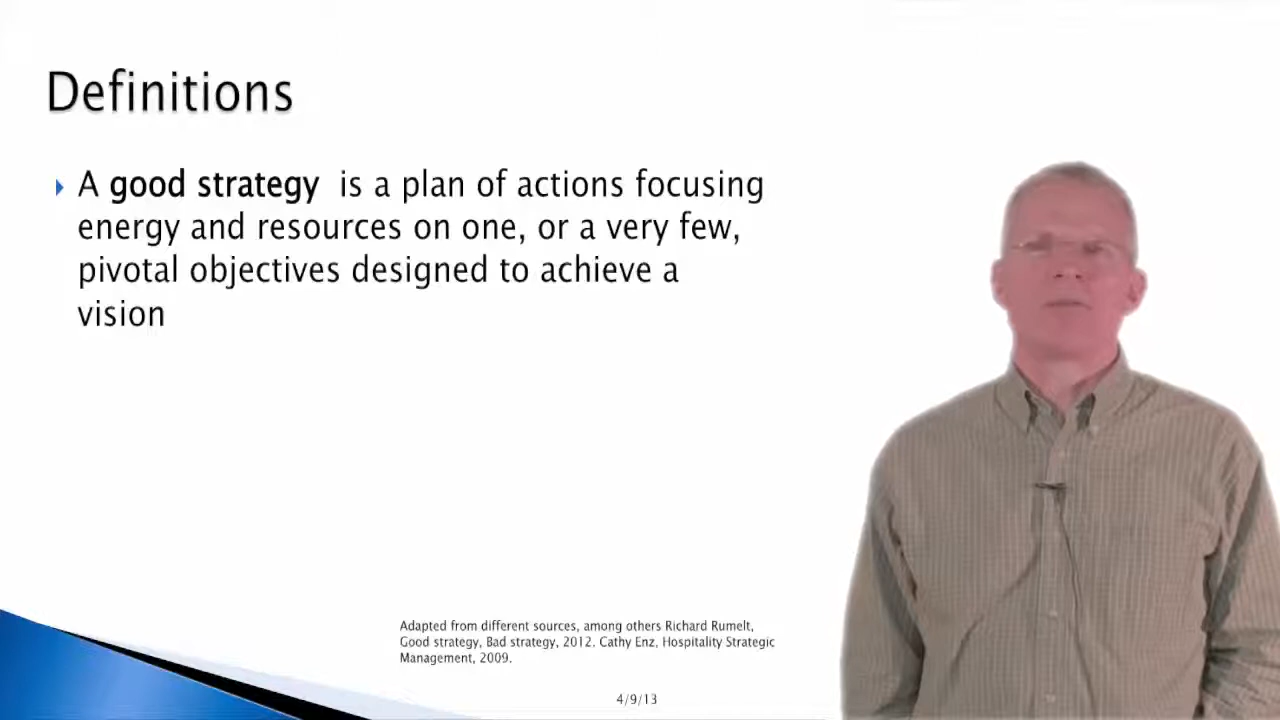 Definitions
A good strategy is a plan of actions focusing
energy and resources on one, or a very few,
pivotal objectives designed to achieve a
vision
Adapted from different sources, among others Richard Rumelt,
Good strategy, Bad strategy, 2012. Cathy Enz, Hospitality Strategic
Management, 2009.
4/9/13